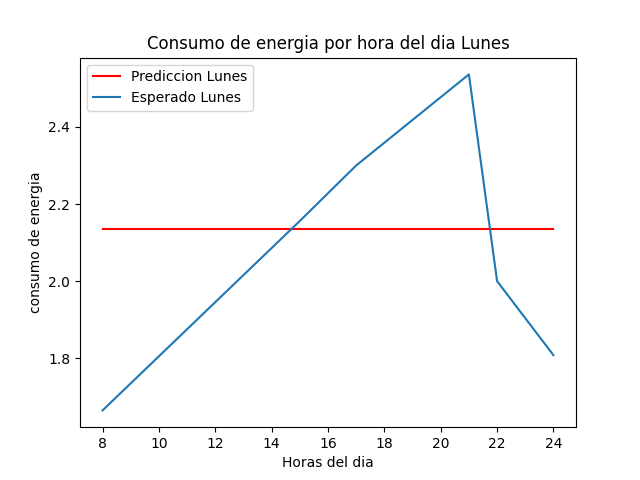 Consumo de energia por hora del dia Lunes
Prediccion Lunes
Esperado Lunes
consumo de energia
2.4
2.2
2.0
1.8
8 10 12 14 16 18 20 22 24
Horas del dia